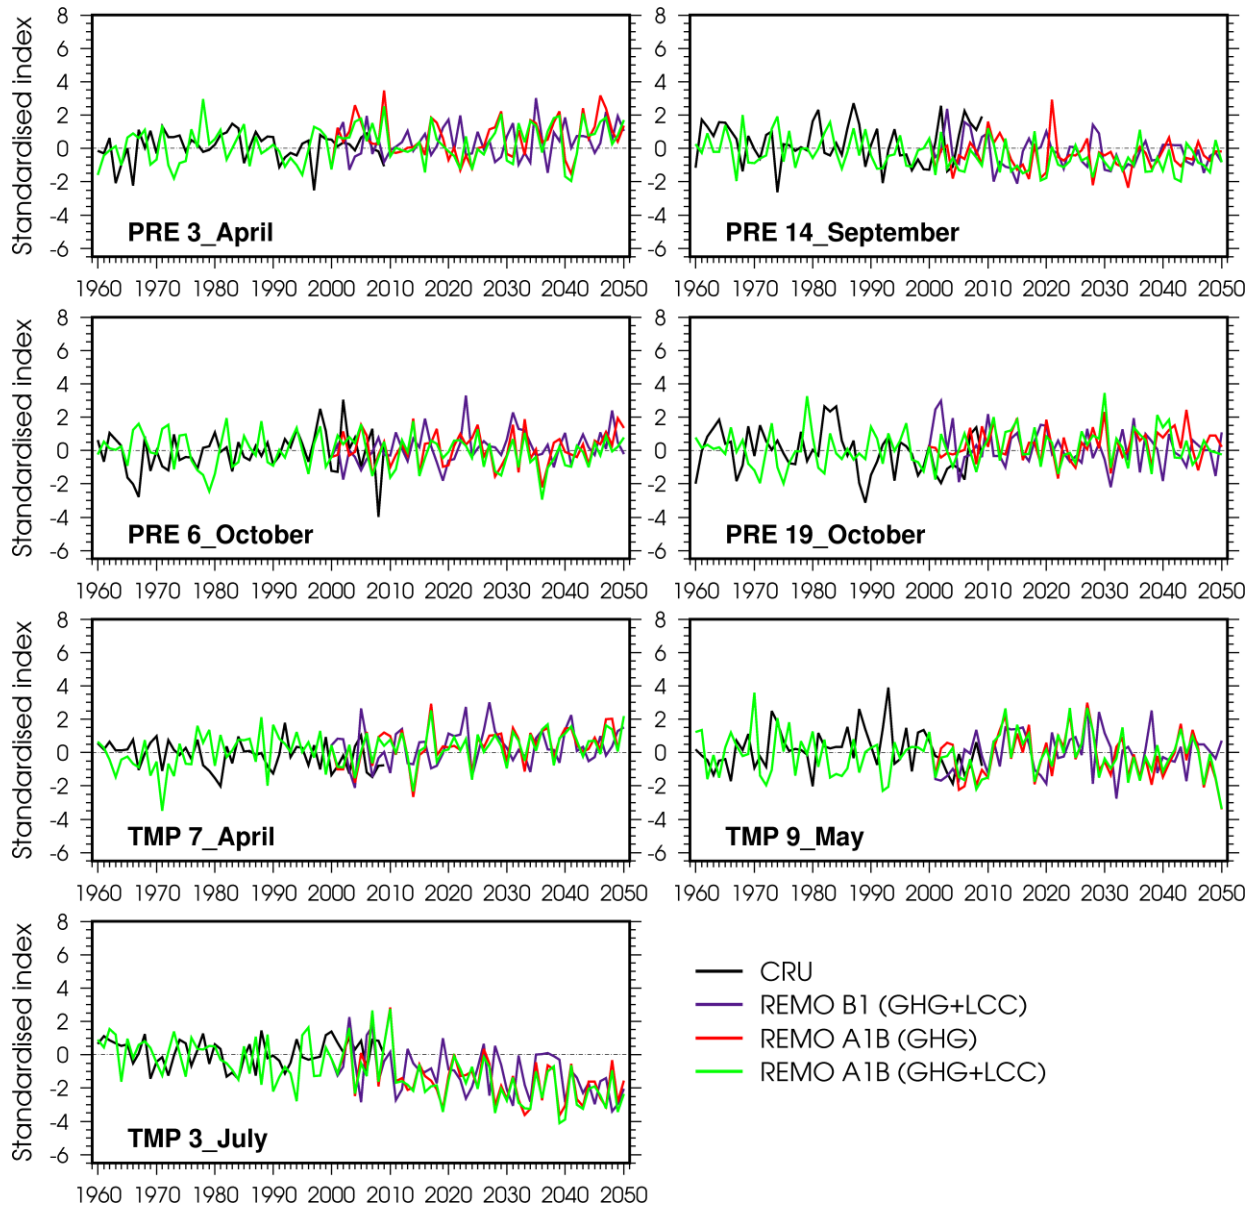 Standardised index
8
6
4
2
0
-2
-4
-6
PRE 3_April
1960 1970 1980 1990 2000 2010 2020 2030 2040 2050
8
6
4
2
0
-2
-4
-6
PRE 14_September
1960 1970 1980 1990 2000 2010 2020 2030 2040 2050
Standardised index
8
6
4
2
0
-2
-4
-6
PRE 6_October
1960 1970 1980 1990 2000 2010 2020 2030 2040 2050
8
6
4
2
0
-2
-4
-6
PRE 19_October
1960 1970 1980 1990 2000 2010 2020 2030 2040 2050
Standardised index
8
6
4
2
0
-2
-4
-6
TMP 7_April
1960 1970 1980 1990 2000 2010 2020 2030 2040 2050
8
6
4
2
0
-2
-4
-6
TMP 9_May
1960 1970 1980 1990 2000 2010 2020 2030 2040 2050
Standardised index
8
6
4
2
0
-2
-4
-6
TMP 3_July
1960 1970 1980 1990 2000 2010 2020 2030 2040 2050
CRU
REMO B1 (GHG+LCC)
REMO A1B (GHG)
REMO A1B (GHG+LCC)